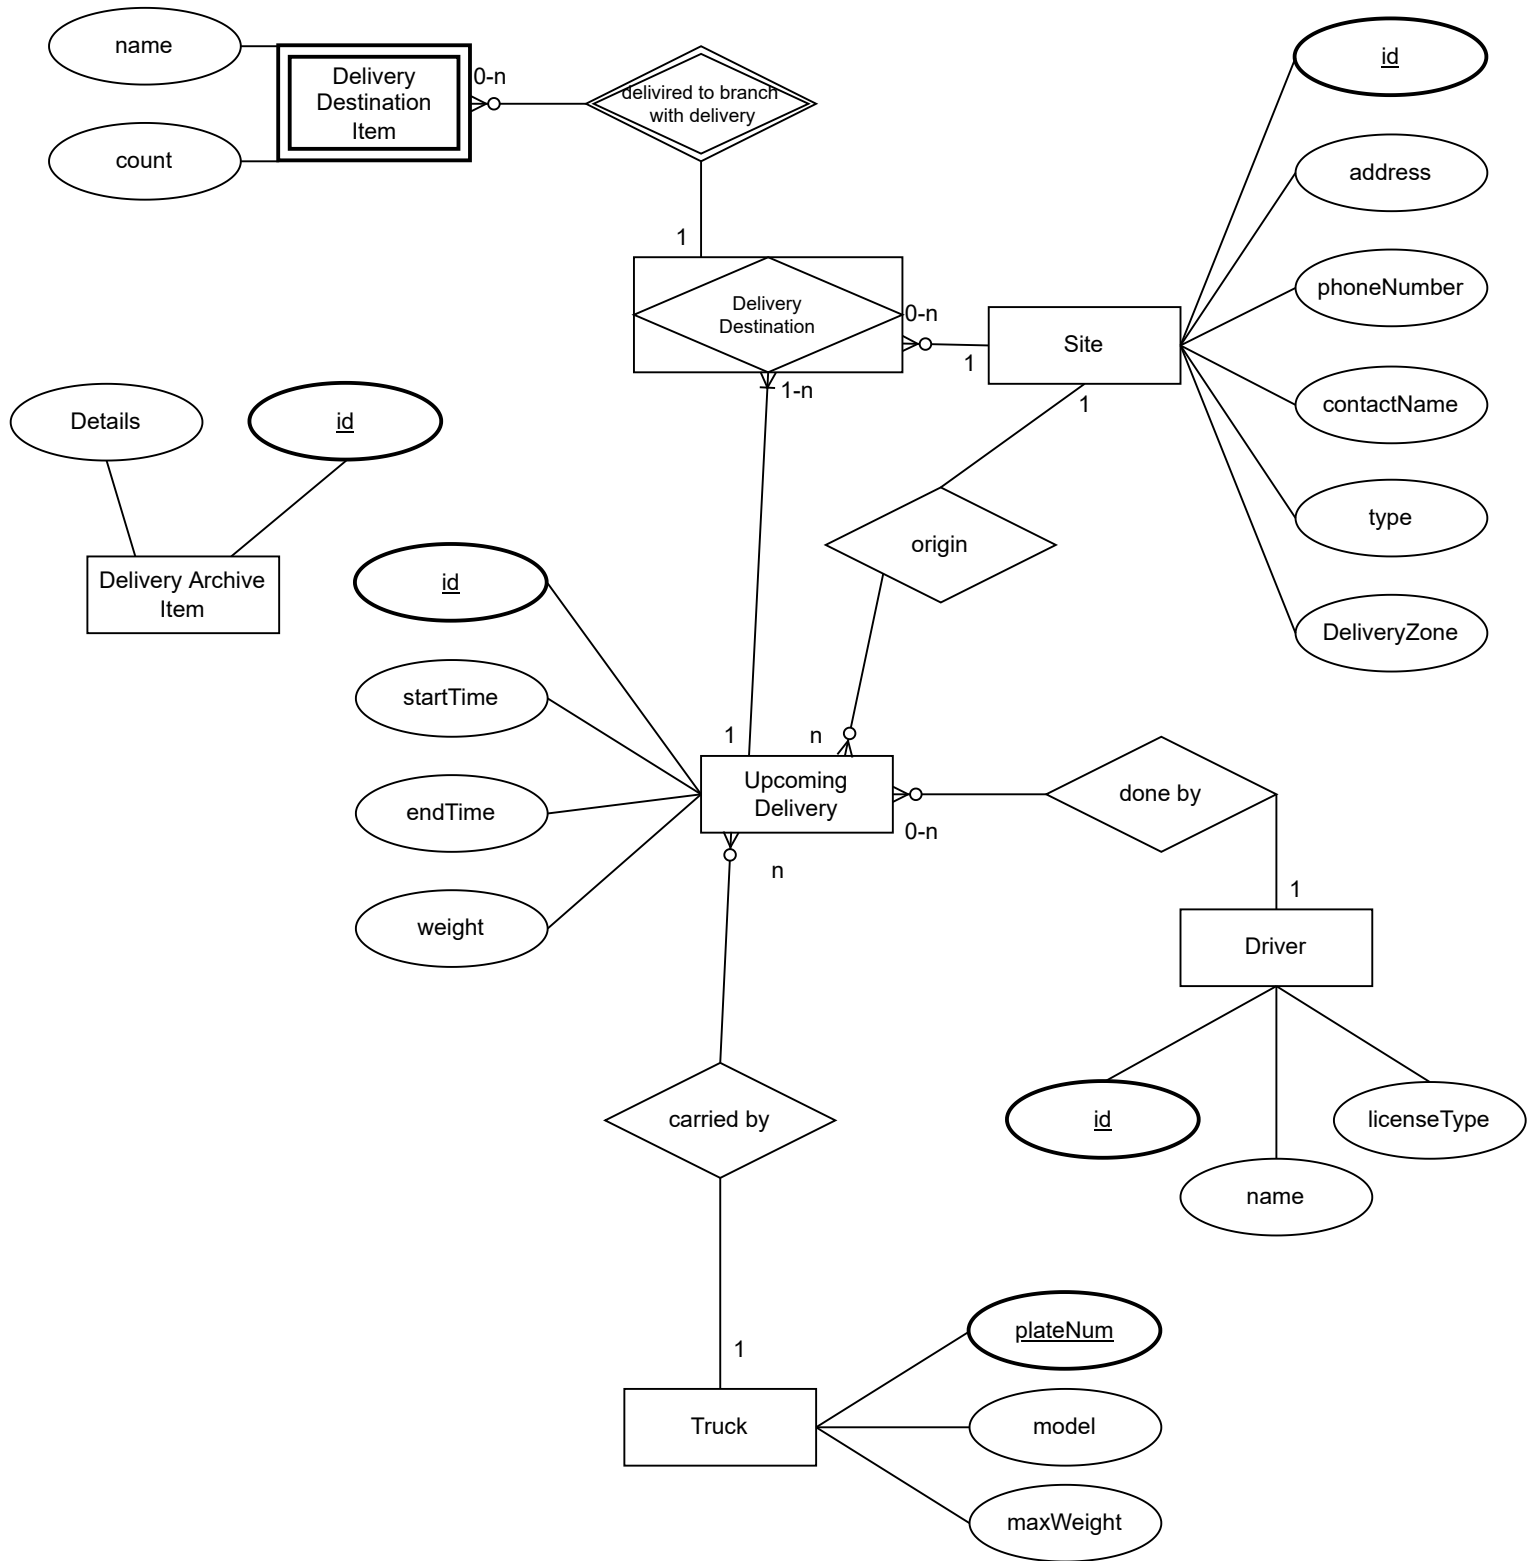 name
Delivery
Destination
Item
0-n
delivired to branch
with delivery
id
count
address
1
Delivery
Destination
0-n
phoneNumber
Site
1
1-n
1
Details
id
contactName
type
origin
Delivery Archive
Item
id
DeliveryZone
startTime
1
n
Upcoming
Delivery
done by
0-n
endTime
n
1
weight
Driver
carried by
id
licenseType
name
plateNum
1
Truck
model
maxWeight